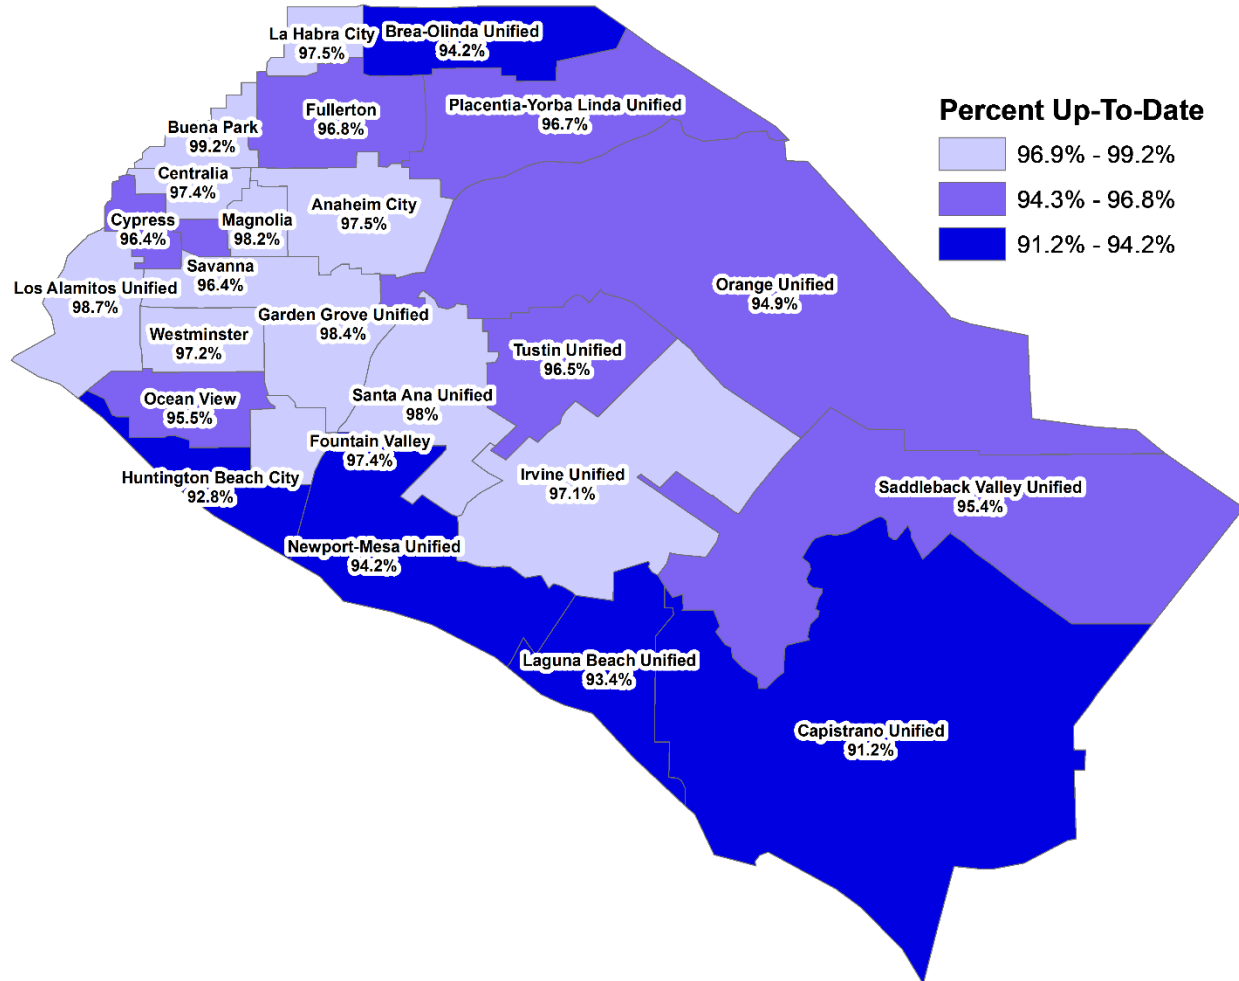 La Habra City
97.5%
Brea-Olinda Unified
94.2%
Fullerton
96.8%
Placentia-Yorba Linda Unified
96.7%
Buena Park
99.2%
Centralia
97.4%
Cypress
96.4%
Magnolia
98.2%
Anaheim City
97.5%
Savanna
96.4%
Los Alamitos Unified
98.7%
Garden Grove Unified
98.4%
Westminster
97.2%
Orange Unified
94.9%
Tustin Unified
96.5%
Ocean View
95.5%
Santa Ana Unified
98%
Fountain Valley
97.4%
Huntington Beach City
92.8%
Irvine Unified
97.1%
Saddleback Valley Unified
95.4%
Newport-Mesa Unified
94.2%
Laguna Beach Unified
93.4%
Capistrano Unified
91.2%
Percent Up-To-Date
96.9% - 99.2%
94.3% - 96.8%
91.2% - 94.2%